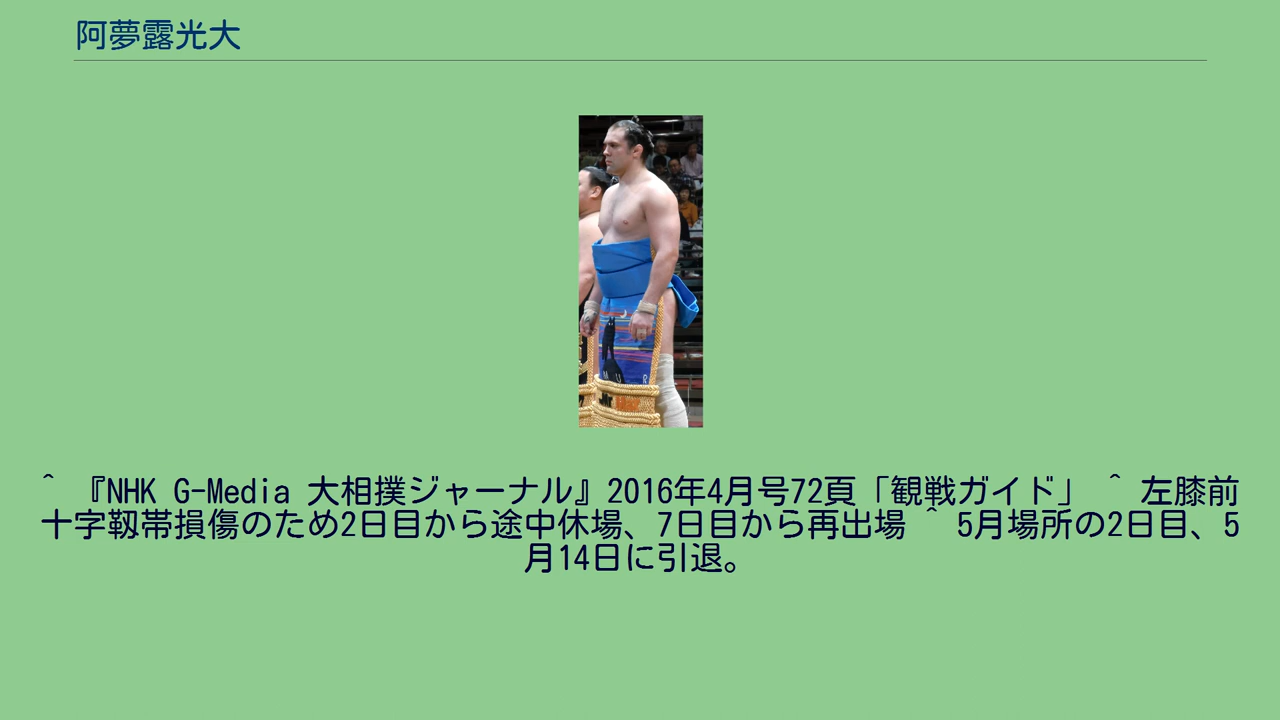 阿夢露光大
^ 『NHK G-Media 大相撲ジャーナル』2016年4月号72頁「観戦ガイド」 ^ 左膝前
十字靱帯損傷のため2日目から途中休場、7日目から再出場 ^ 5月場所の2日目、5
月14日に引退。